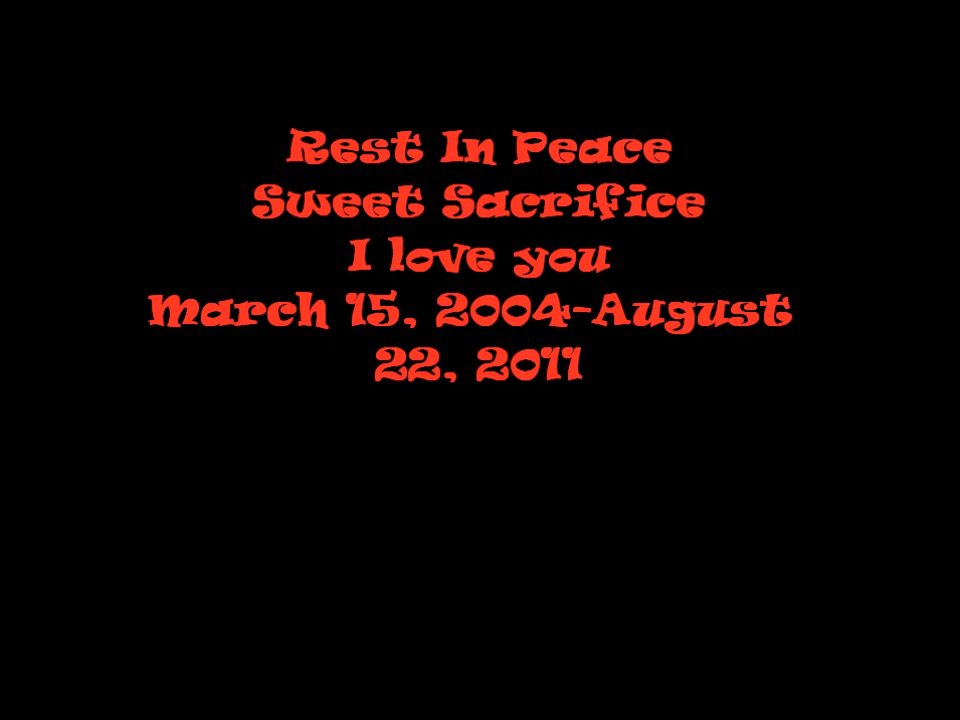 Rest In Peace
Sweet Sacrifice
I love you
March 15, 2004-August
22, 2011